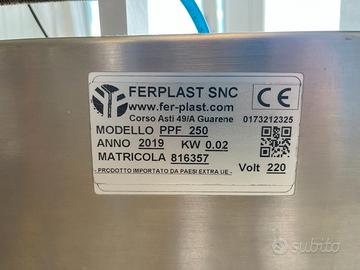 FERPLAST SNC
www.fer-plast.com
Corso Asti 49/A Guarene 0173212325
MODELLO PPF 250
ANNO 2019 KW 0.02
MATRICOLA 816357
Volt 220
- PRODOTTO IMPORTATO DA PAESI EXTRA UE -
CE
subito